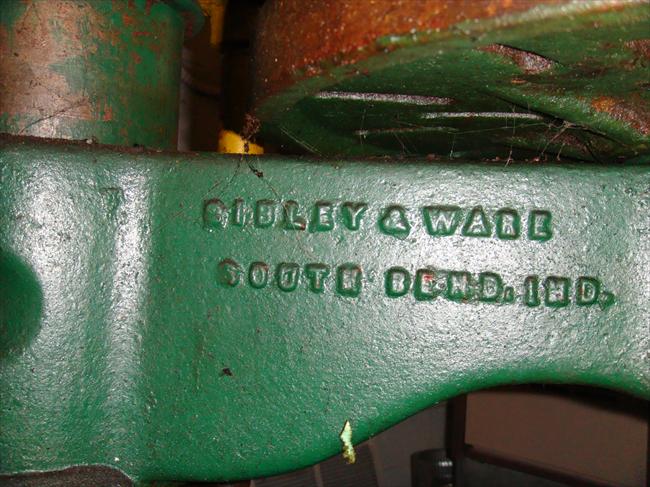 SIBLEY & WARE
SOUTH BEND, IND.